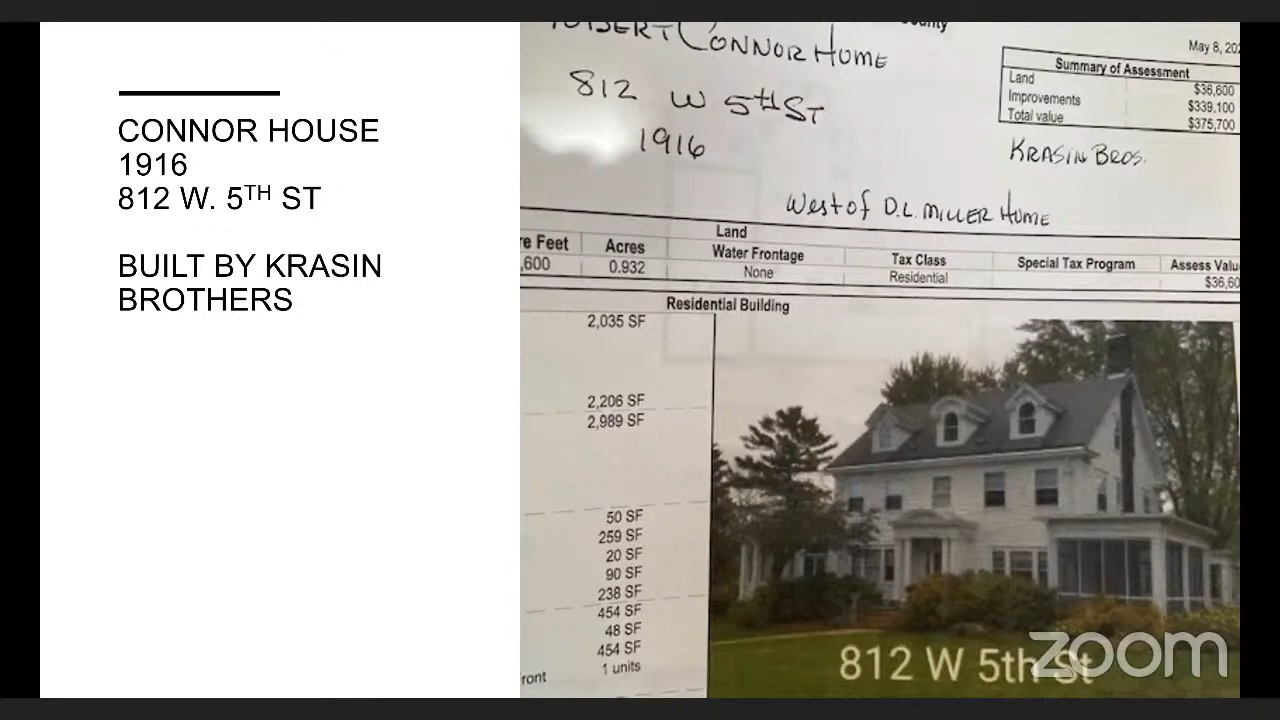 CONNOR HOUSE
1916
812 W. 5TH ST
BUILT BY KRASIN
BROTHERS
CONNOR HOME
812 W 5th ST
1916
County
May 8, 202
Summary of Assessment
Land $36,600
Improvements $339,100
Total value $375,700
KRASIN BROS.
West of D.L. MILLER HOME
Land
re Feet Acres Water Frontage Tax Class Special Tax Program Assess Valu
,600 0.932 None Residential $36,60
Residential Building
2,035 SF
2,206 SF
2,989 SF
50 SF
259 SF
20 SF
90 SF
238 SF
454 SF
48 SF
454 SF
ront 1 units
812 W 5th St
zoom